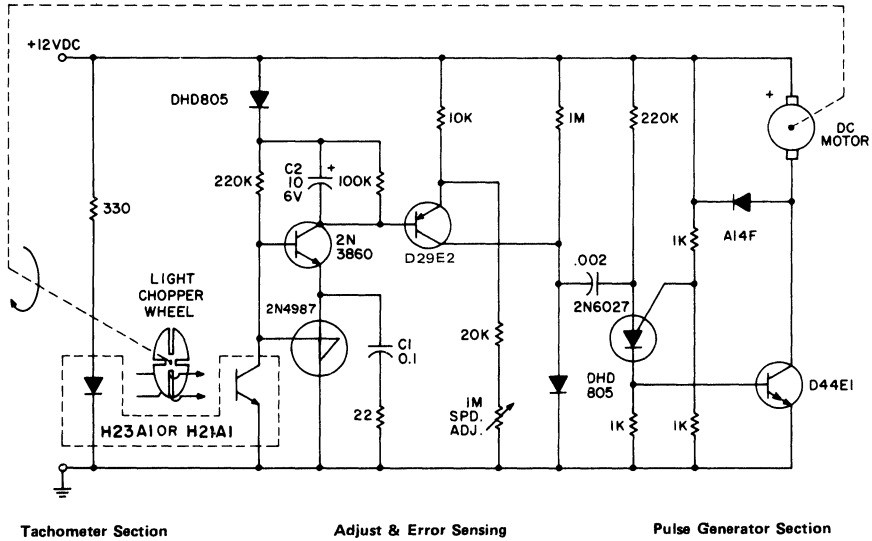 +12VDC
DHD805
+
DC
MOTOR
10K
1M
220K
C2
10
6V
+
100K
220K
330
2N
3860
D29E2
A14F
1K
.002
2N6027
LIGHT
CHOPPER
WHEEL
2N4987
C1
0.1
20K
DHD
805
D44E1
22
1M
SPD.
ADJ.
1K
1K
H23A1 OR H21A1
Tachometer Section
Adjust & Error Sensing
Pulse Generator Section